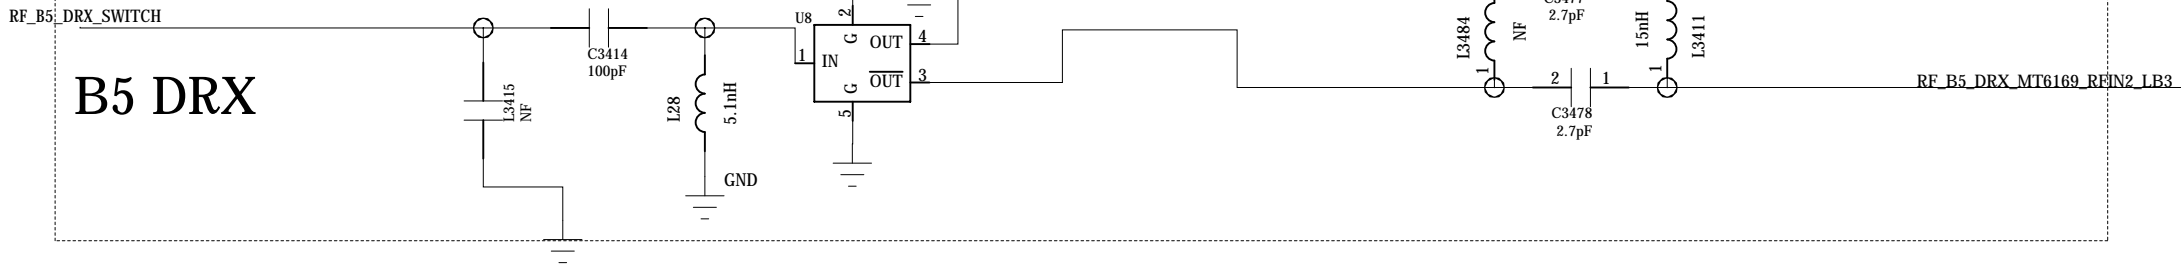 RF_B5_DRX_SWITCH
C3414
100pF
B5 DRX
L3415
NF
L28
5.1nH
GND
U8
2
G
OUT
4
1
IN
OUT
3
G
5
2.7pF
L3484
NF
15nH
L3411
1
1
2
1
C3478
2.7pF
RF_B5_DRX_MT6169_RFIN2_LB3